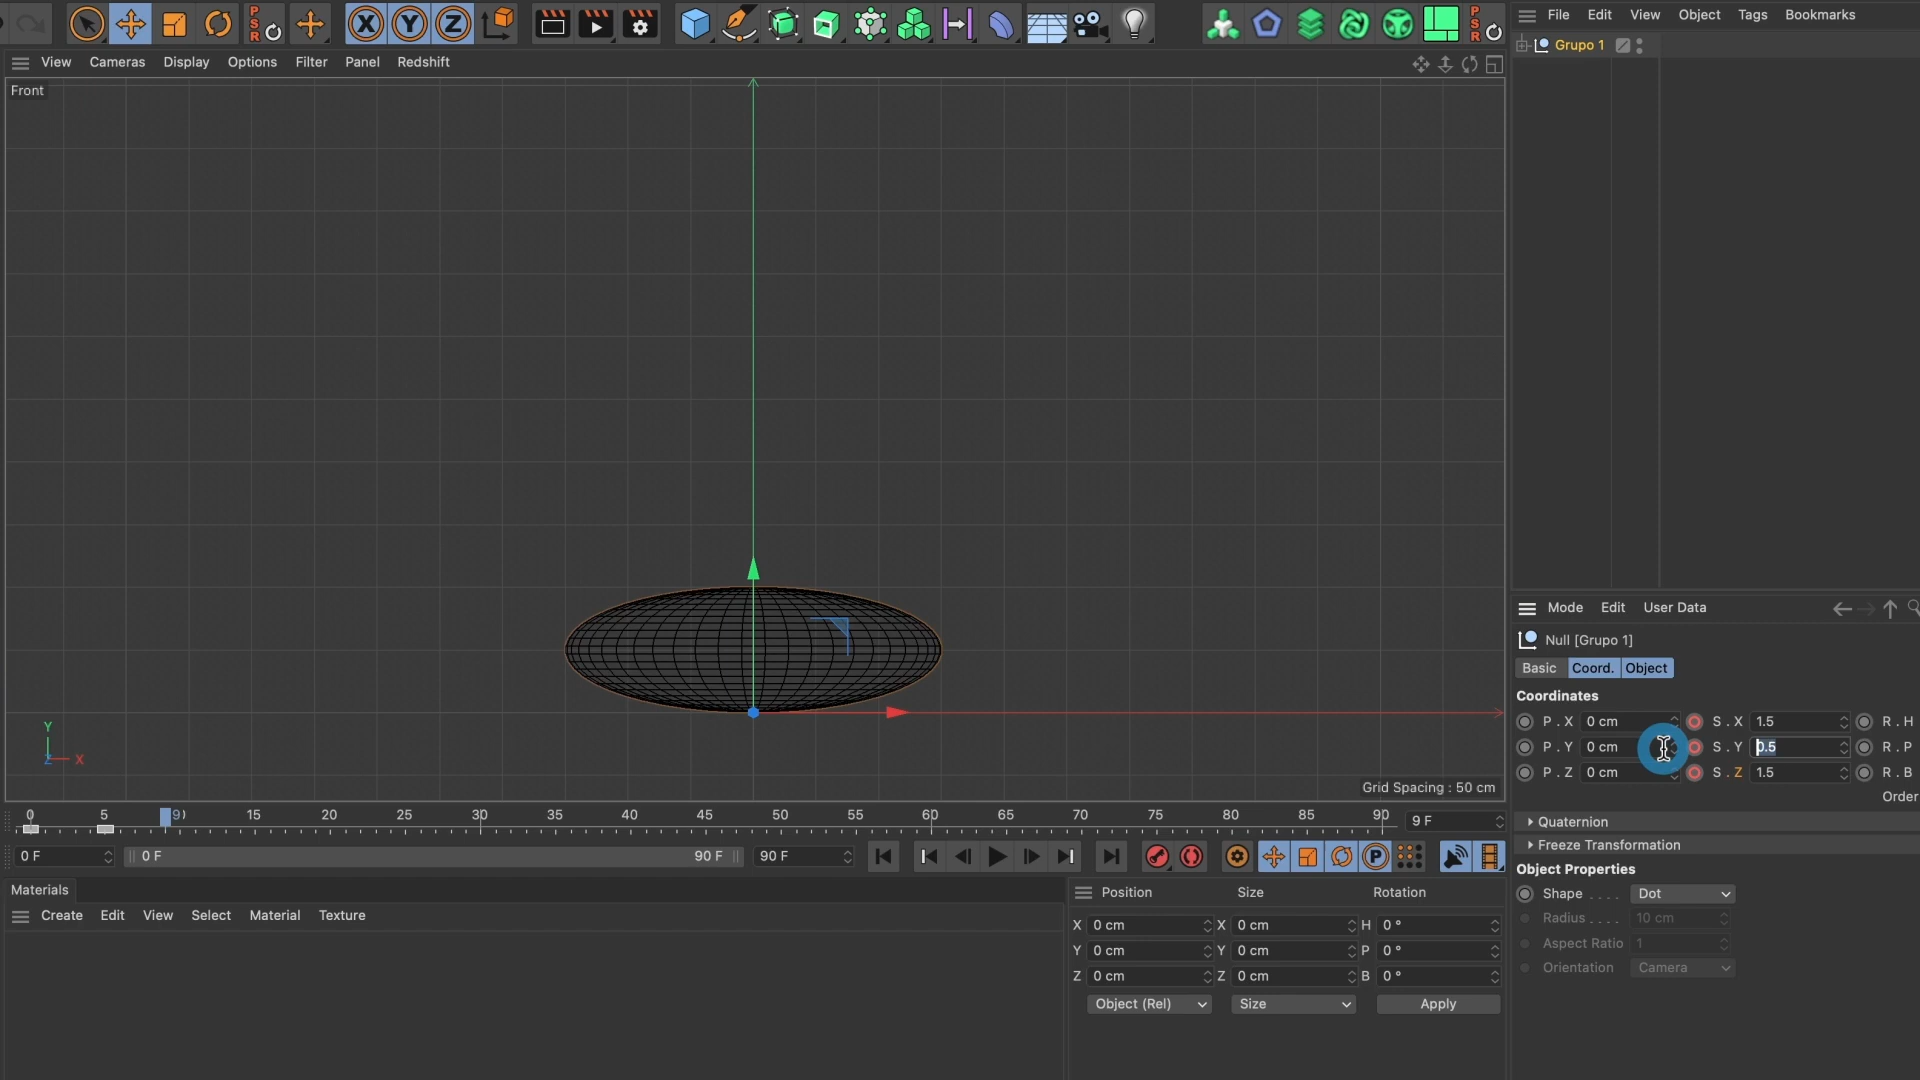 P S R
X Y Z
P S R
File Edit View Object Tags Bookmarks
Grupo 1
View Cameras Display Options Filter Panel Redshift
Front
Y
Z X
Grid Spacing : 50 cm
Mode Edit User Data
Null [Grupo 1]
Basic Coord. Object
Coordinates
P . X 0 cm S . X 1.5 R . H
P . Y 0 cm S . Y 0.5 R . P
P . Z 0 cm S . Z 1.5 R . B
Order
Quaternion
Freeze Transformation
Object Properties
Shape . . . . Dot
Radius . . . . 10 cm
Aspect Ratio 1
Orientation Camera
0 5 9 15 20 25 30 35 40 45 50 55 60 65 70 75 80 85 90 9 F
0 F 0 F 90 F 90 F P
Materials
Create Edit View Select Material Texture
Position Size Rotation
X 0 cm X 0 cm H 0 °
Y 0 cm Y 0 cm P 0 °
Z 0 cm Z 0 cm B 0 °
Object (Rel) Size Apply